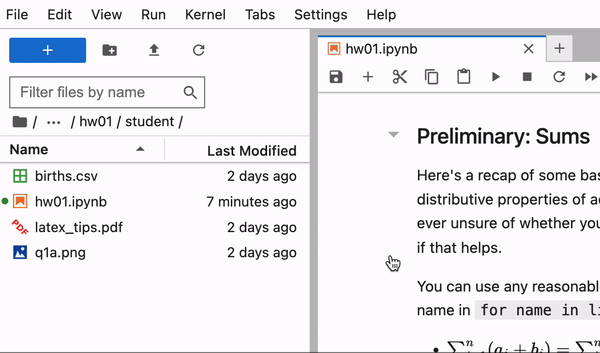 File Edit View Run Kernel Tabs Settings Help
hw01.ipynb
Filter files by name
/ ... / hw01 / student /
Name Last Modified
births.csv 2 days ago
hw01.ipynb 7 minutes ago
PDF latex_tips.pdf 2 days ago
q1a.png 2 days ago
Preliminary: Sums
Here's a recap of some bas
distributive properties of a
ever unsure of whether you
if that helps.
You can use any reasonabl
name in for name in li